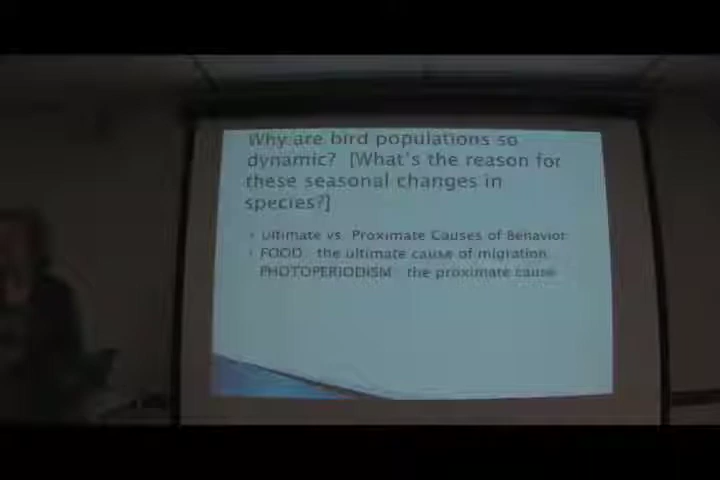 Why are bird populations so
dynamic? [What's the reason for
these seasonal changes in
species?]
Ultimate vs. Proximate Causes of Behavior
FOOD the ultimate cause of migration
PHOTOPERIODISM the proximate cause